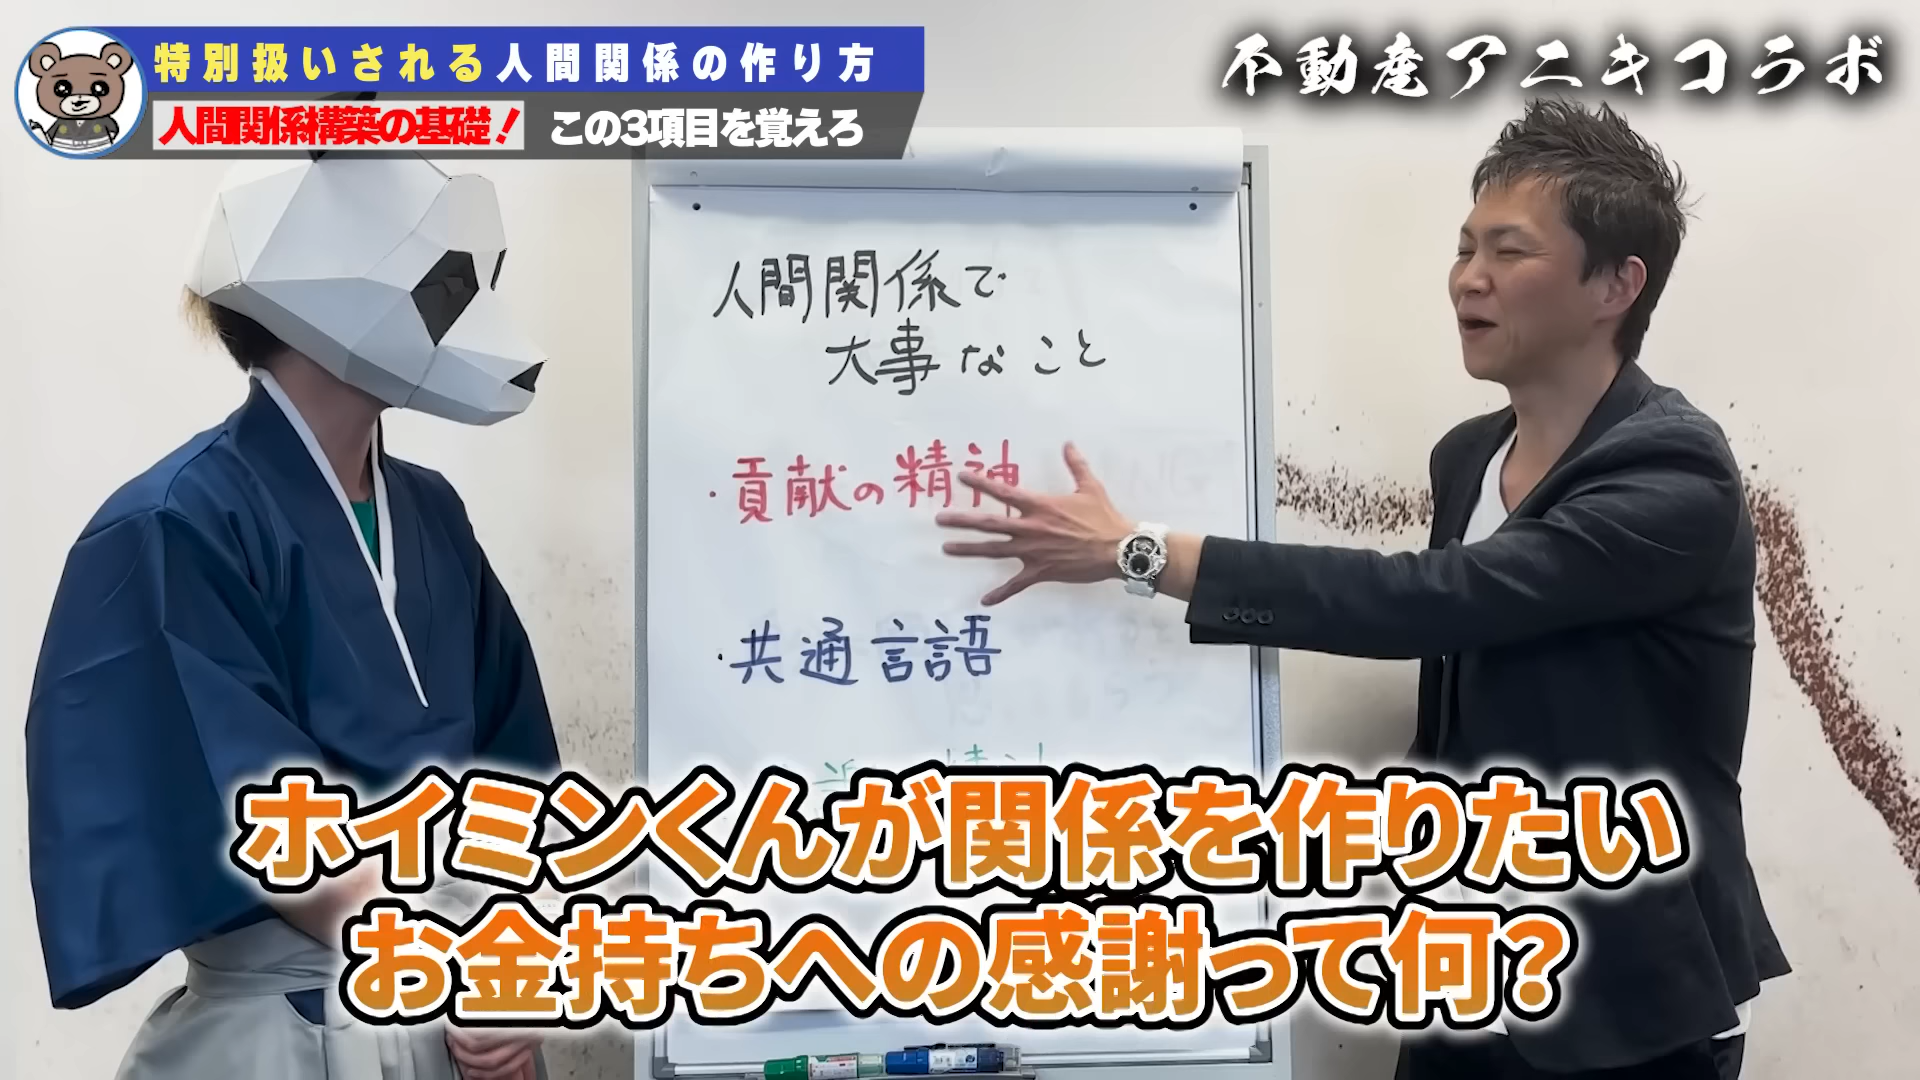 特別扱いされる人間関係の作り方
人間関係構築の基礎! この3項目を覚えろ
不動産アニキコラボ
人間関係で
大事なこと
・貢献の精神
・共通言語
ホイミンくんが関係を作りたい
お金持ちへの感謝って何?